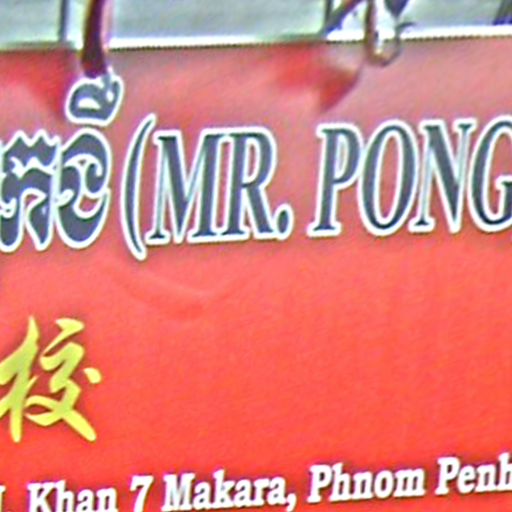 (MR. PONG
校
Khan 7 Makara, Phnom Penh